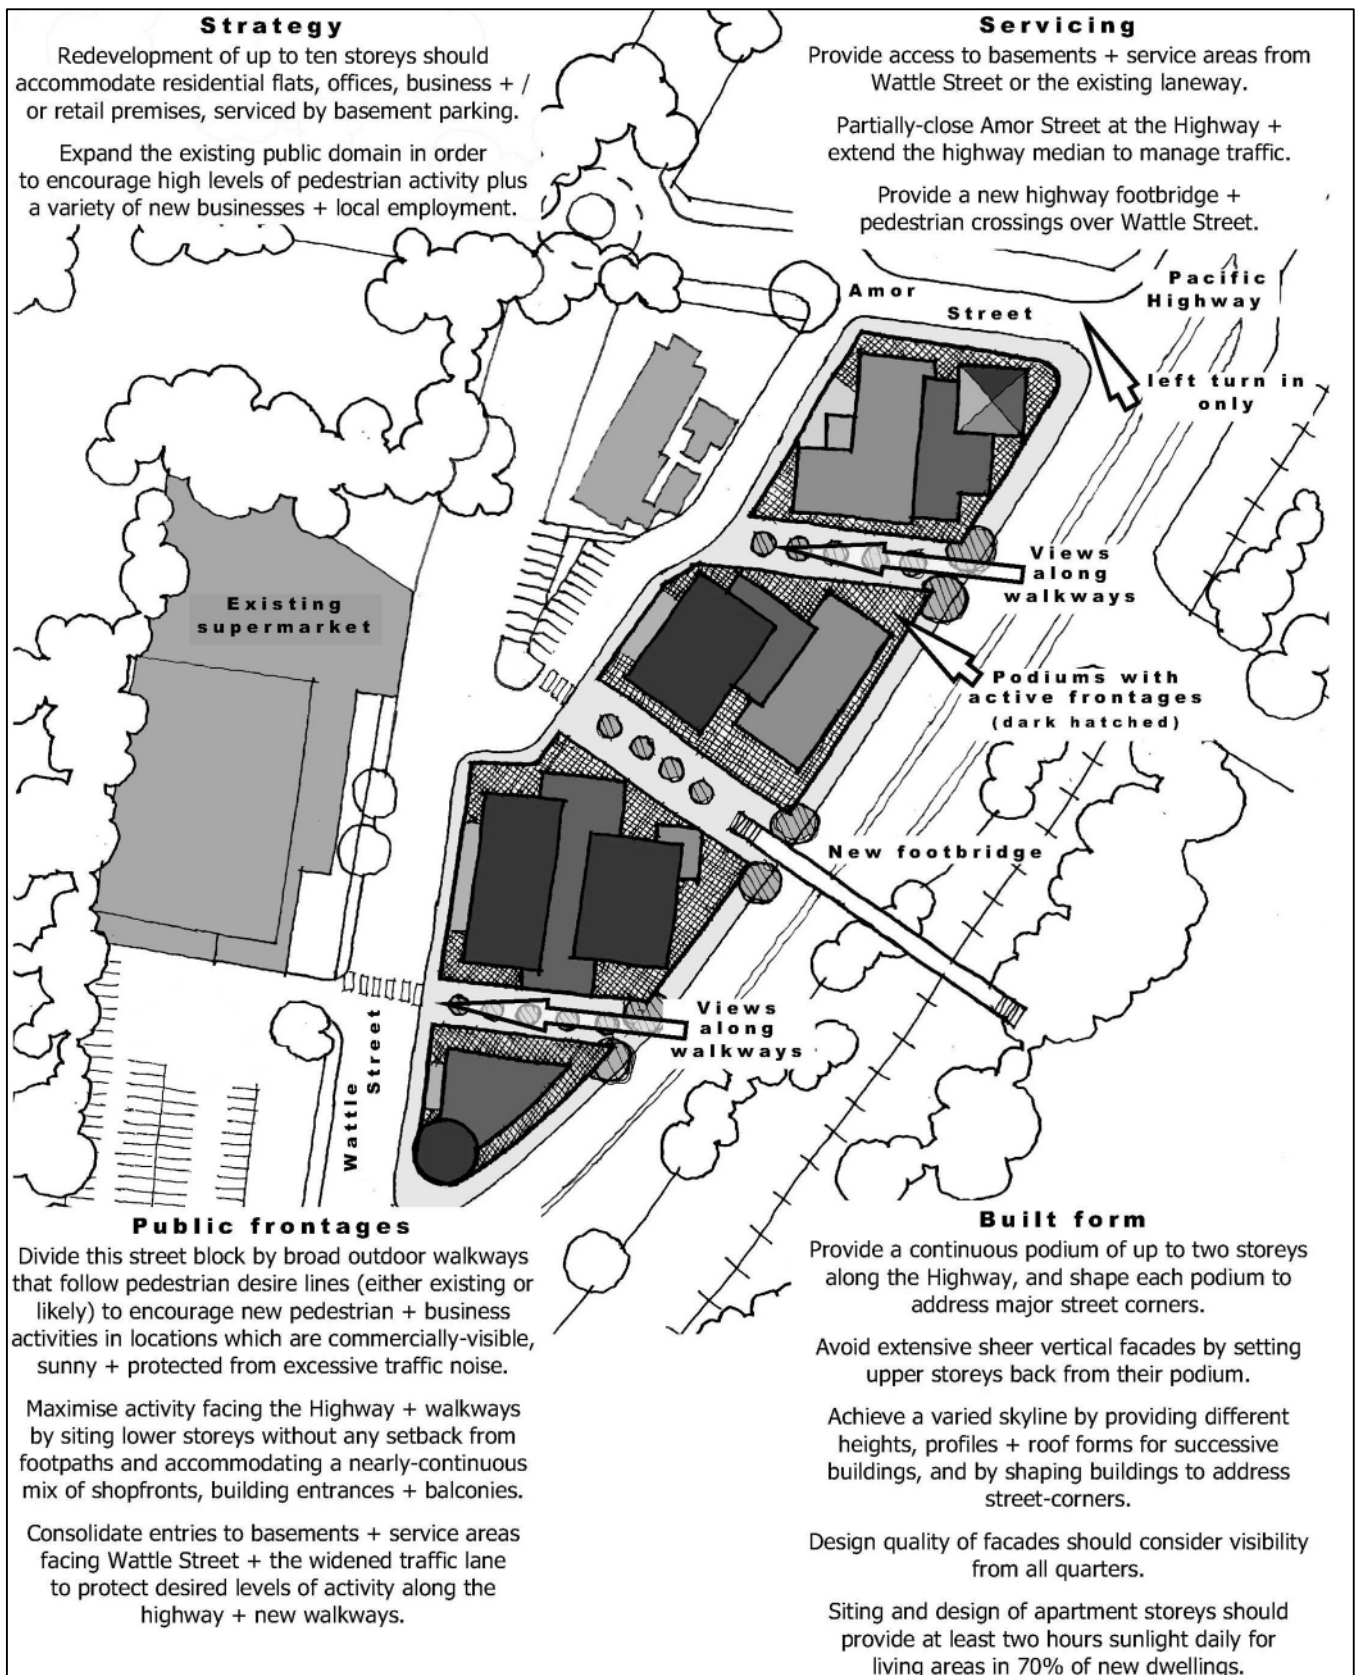 Strategy
Redevelopment of up to ten storeys should
accommodate residential flats, offices, business + /
or retail premises, serviced by basement parking.
Expand the existing public domain in order
to encourage high levels of pedestrian activity plus
a variety of new businesses + local employment.
Servicing
Provide access to basements + service areas from
Wattle Street or the existing laneway.
Partially-close Amor Street at the Highway +
extend the highway median to manage traffic.
Provide a new highway footbridge +
pedestrian crossings over Wattle Street.
Pacific
Highway
Amor
Street
left turn in
only
Views
along
walkways
Existing
supermarket
Podiums with
active frontages
(dark hatched)
New footbridge
Views
along
walkways
Wattle
Street
Public frontages
Divide this street block by broad outdoor walkways
that follow pedestrian desire lines (either existing or
likely) to encourage new pedestrian + business
activities in locations which are commercially-visible,
sunny + protected from excessive traffic noise.
Maximise activity facing the Highway + walkways
by siting lower storeys without any setback from
footpaths and accommodating a nearly-continuous
mix of shopfronts, building entrances + balconies.
Consolidate entries to basements + service areas
facing Wattle Street + the widened traffic lane
to protect desired levels of activity along the
highway + new walkways.
Built form
Provide a continuous podium of up to two storeys
along the Highway, and shape each podium to
address major street corners.
Avoid extensive sheer vertical facades by setting
upper storeys back from their podium.
Achieve a varied skyline by providing different
heights, profiles + roof forms for successive
buildings, and by shaping buildings to address
street-corners.
Design quality of facades should consider visibility
from all quarters.
Siting and design of apartment storeys should
provide at least two hours sunlight daily for
living areas in 70% of new dwellings.